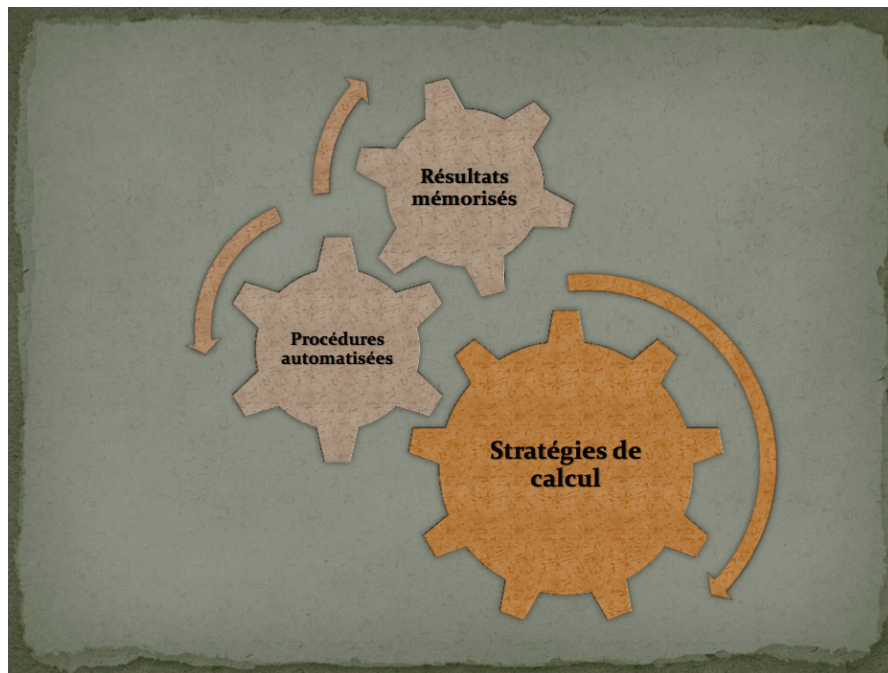 Résultats
mémorisés
Procédures
automatisées
Stratégies de
calcul